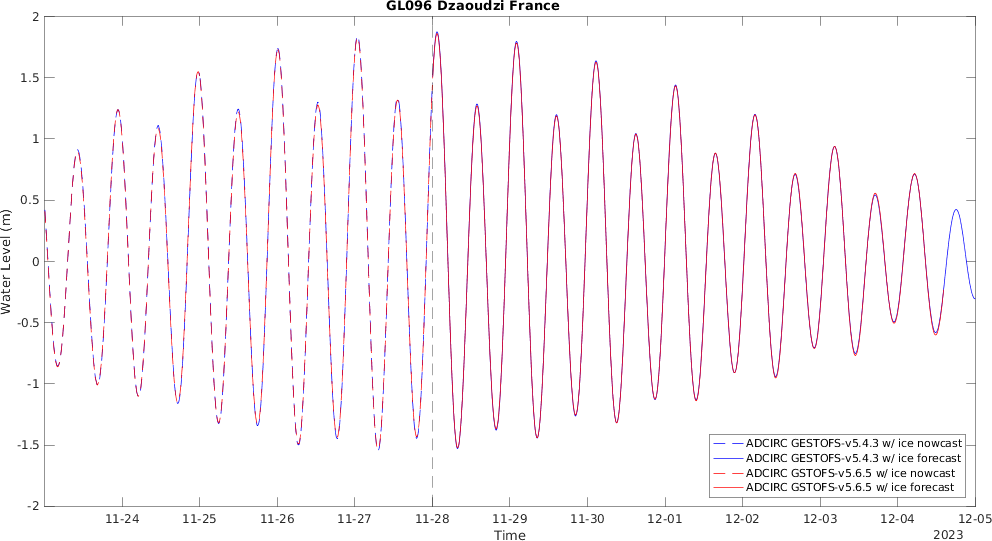 GL096 Dzaoudzi France
2
1.5
1
0.5
0
-0.5
-1
-1.5
-2
Water Level (m)
ADCIRC GESTOFS-v5.4.3 w/ ice nowcast
ADCIRC GESTOFS-v5.4.3 w/ ice forecast
ADCIRC GSTOFS-v5.6.5 w/ ice nowcast
ADCIRC GSTOFS-v5.6.5 w/ ice forecast
11-24 11-25 11-26 11-27 11-28 11-29 11-30 12-01 12-02 12-03 12-04 12-05
Time 2023